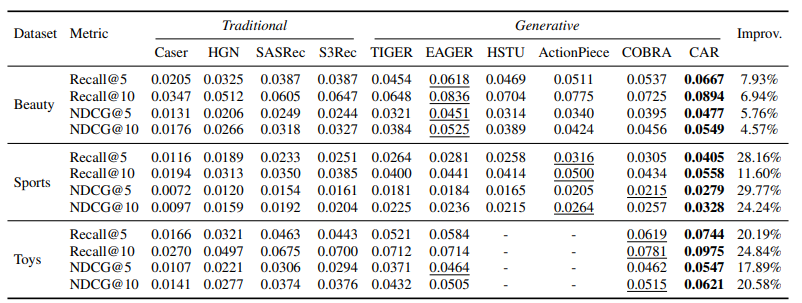 Dataset Metric Traditional Generative Improv.
Caser HGN SASRec S3Rec TIGER EAGER HSTU ActionPiece COBRA CAR
Beauty Recall@5 0.0205 0.0325 0.0387 0.0387 0.0454 0.0618 0.0469 0.0511 0.0537 0.0667 7.93%
Recall@10 0.0347 0.0512 0.0605 0.0647 0.0648 0.0836 0.0704 0.0775 0.0725 0.0894 6.94%
NDCG@5 0.0131 0.0206 0.0249 0.0244 0.0321 0.0451 0.0314 0.0340 0.0395 0.0477 5.76%
NDCG@10 0.0176 0.0266 0.0318 0.0327 0.0384 0.0525 0.0389 0.0424 0.0456 0.0549 4.57%
Sports Recall@5 0.0116 0.0189 0.0233 0.0251 0.0264 0.0281 0.0258 0.0316 0.0305 0.0405 28.16%
Recall@10 0.0194 0.0313 0.0350 0.0385 0.0400 0.0441 0.0414 0.0500 0.0434 0.0558 11.60%
NDCG@5 0.0072 0.0120 0.0154 0.0161 0.0181 0.0184 0.0165 0.0205 0.0215 0.0279 29.77%
NDCG@10 0.0097 0.0159 0.0192 0.0204 0.0225 0.0236 0.0215 0.0264 0.0257 0.0328 24.24%
Toys Recall@5 0.0166 0.0321 0.0463 0.0443 0.0521 0.0584 - - 0.0619 0.0744 20.19%
Recall@10 0.0270 0.0497 0.0675 0.0700 0.0712 0.0714 - - 0.0781 0.0975 24.84%
NDCG@5 0.0107 0.0221 0.0306 0.0294 0.0371 0.0464 - - 0.0462 0.0547 17.89%
NDCG@10 0.0141 0.0277 0.0374 0.0376 0.0432 0.0505 - - 0.0515 0.0621 20.58%